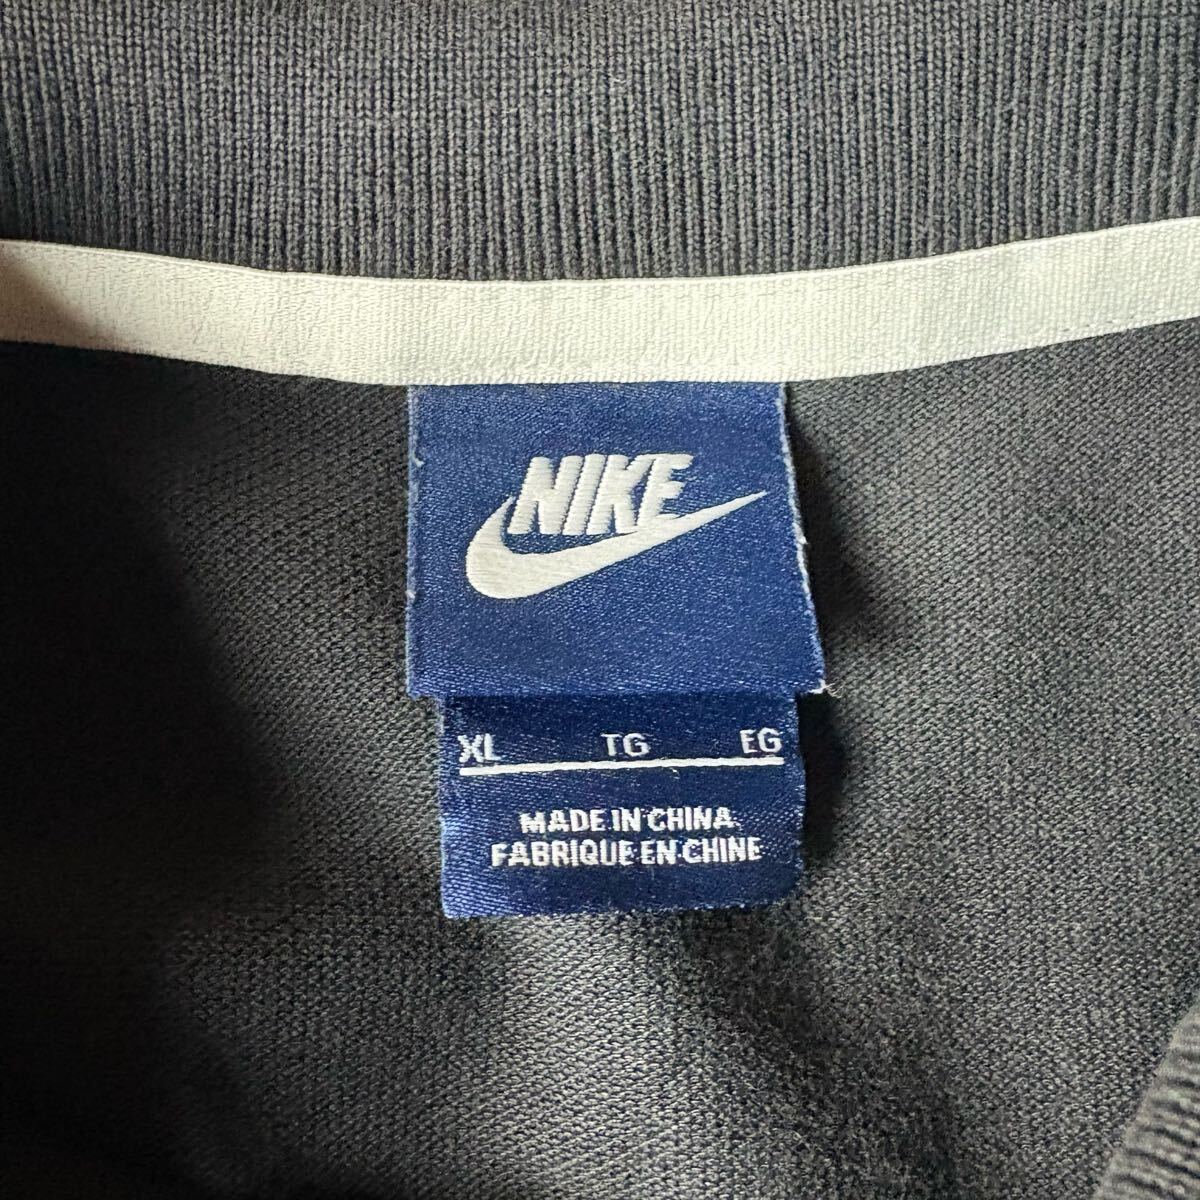 NIKE
XL TG EG
MADE IN CHINA
FABRIQUE EN CHINE